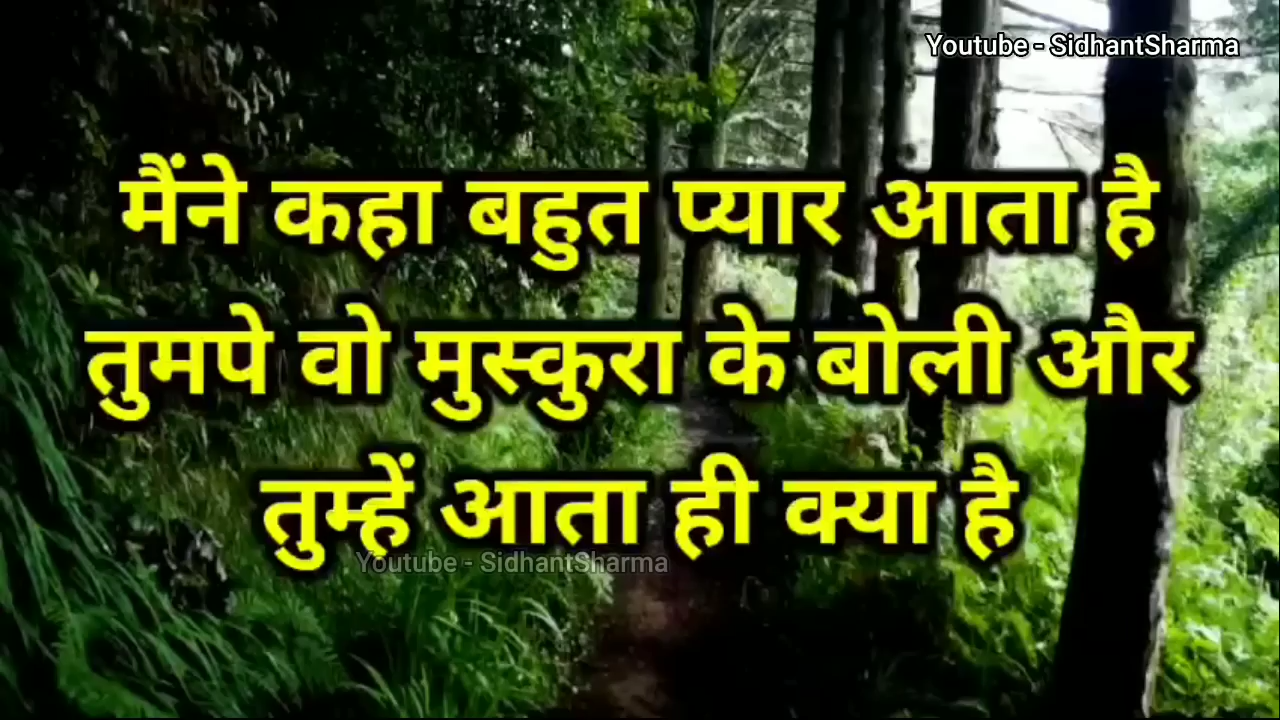 Youtube - SidhantSharma
मैंने कहा बहुत प्यार आता है
तुमपे वो मुस्कुरा के बोली और
तुम्हें आता ही क्या है
Youtube - SidhantSharma